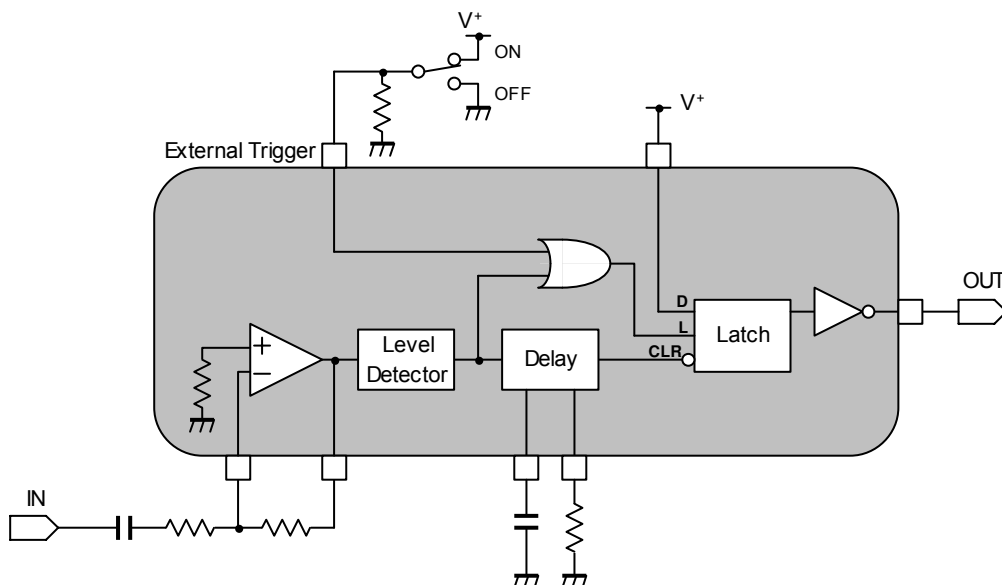 V+
ON
OFF
External Trigger
V+
OUT
D
L
CLR
Latch
+
−
Level
Detector
Delay
IN